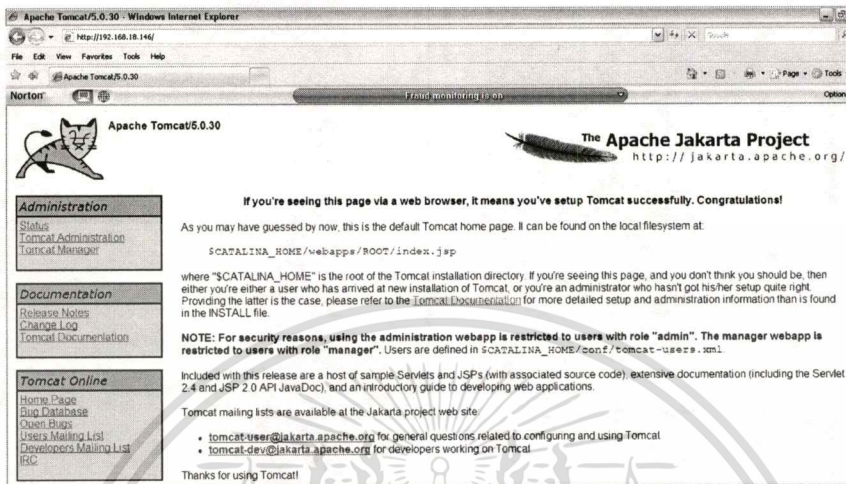 Apache Tomcat/5.0.30 - Windows Internet Explorer
http://192.168.18.146/
File Edit View Favorites Tools Help
Apache Tomcat/5.0.30
Page Tools
Norton
Fraud monitoring is on
Option
Apache Tomcat/5.0.30
The Apache Jakarta Project
http://jakarta.apache.org/
Administration
Status
Tomcat Administration
Tomcat Manager
Documentation
Release Notes
Change Log
Tomcat Documentation
Tomcat Online
Home Page
Bug Database
Open Bugs
Users Mailing List
Developers Mailing List
IRC
If you're seeing this page via a web browser, it means you've setup Tomcat successfully. Congratulations!
As you may have guessed by now, this is the default Tomcat home page. It can be found on the local filesystem at:
$CATALINA_HOME/webapps/ROOT/index.jsp
where "$CATALINA_HOME" is the root of the Tomcat installation directory. If you're seeing this page, and you don't think you should be, then
either you're either a user who has arrived at new installation of Tomcat, or you're an administrator who hasn't got his/her setup quite right.
Providing the latter is the case, please refer to the Tomcat Documentation for more detailed setup and administration information than is found
in the INSTALL file.
NOTE: For security reasons, using the administration webapp is restricted to users with role "admin". The manager webapp is
restricted to users with role "manager". Users are defined in $CATALINA_HOME/conf/tomcat-users.xml.
Included with this release are a host of sample Servlets and JSPs (with associated source code), extensive documentation (including the Servlet
2.4 and JSP 2.0 API JavaDoc), and an introductory guide to developing web applications.
Tomcat mailing lists are available at the Jakarta project web site:
tomcat-user@jakarta.apache.org for general questions related to configuring and using Tomcat
tomcat-dev@jakarta.apache.org for developers working on Tomcat
Thanks for using Tomcat!